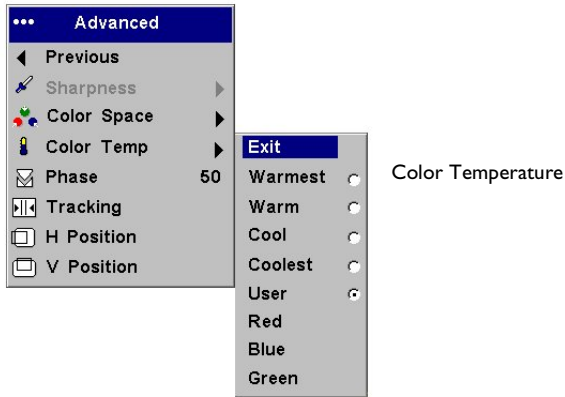 ••• Advanced
Previous
Sharpness
Color Space
Color Temp
Phase 50
Tracking
H Position
V Position
Exit
Warmest
Warm
Cool
Coolest
User
Red
Blue
Green
Color Temperature